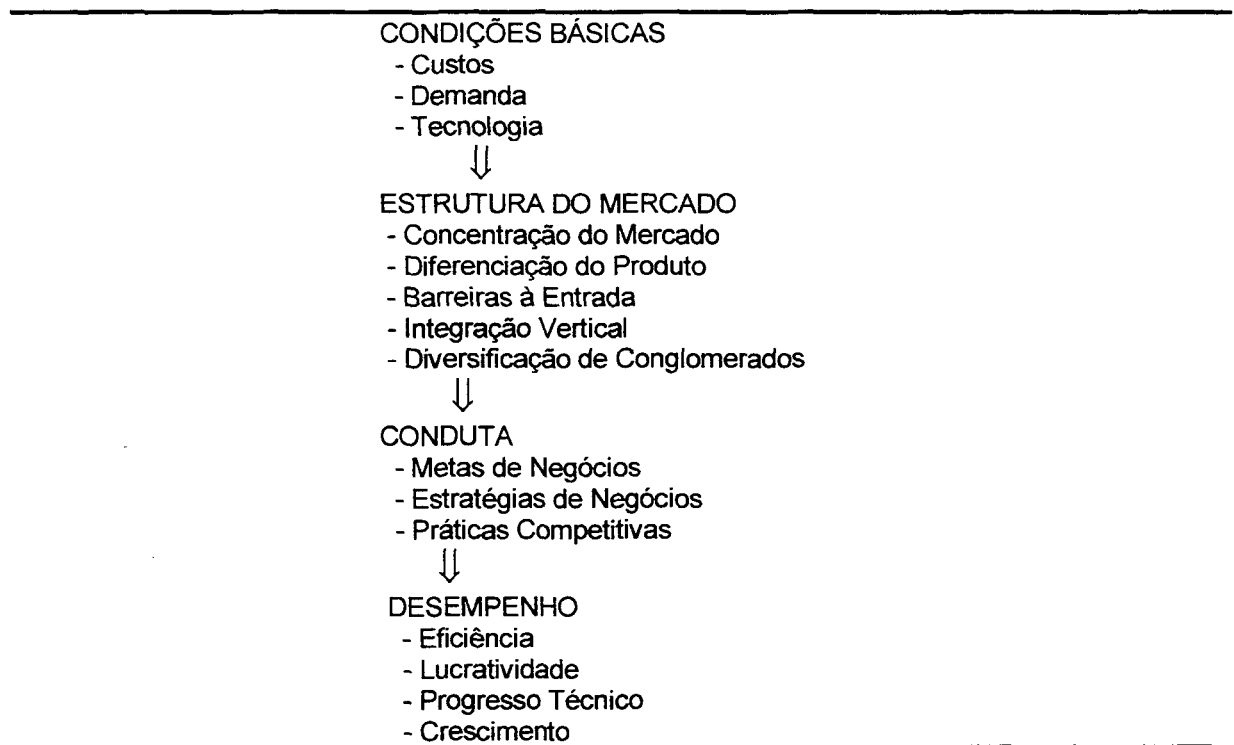 CONDIÇÕES BÁSICAS
- Custos
- Demanda
- Tecnologia
⇓
ESTRUTURA DO MERCADO
- Concentração do Mercado
- Diferenciação do Produto
- Barreiras à Entrada
- Integração Vertical
- Diversificação de Conglomerados
⇓
CONDUTA
- Metas de Negócios
- Estratégias de Negócios
- Práticas Competitivas
⇓
DESEMPENHO
- Eficiência
- Lucratividade
- Progresso Técnico
- Crescimento